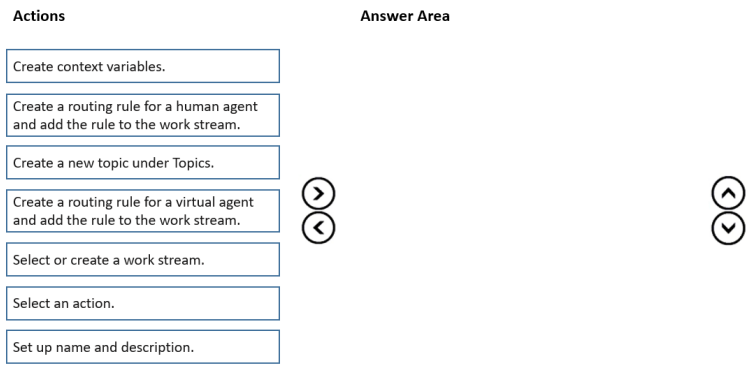 Actions
Answer Area
Create context variables.
Create a routing rule for a human agent
and add the rule to the work stream.
Create a new topic under Topics.
Create a routing rule for a virtual agent
and add the rule to the work stream.
Select or create a work stream.
Select an action.
Set up name and description.